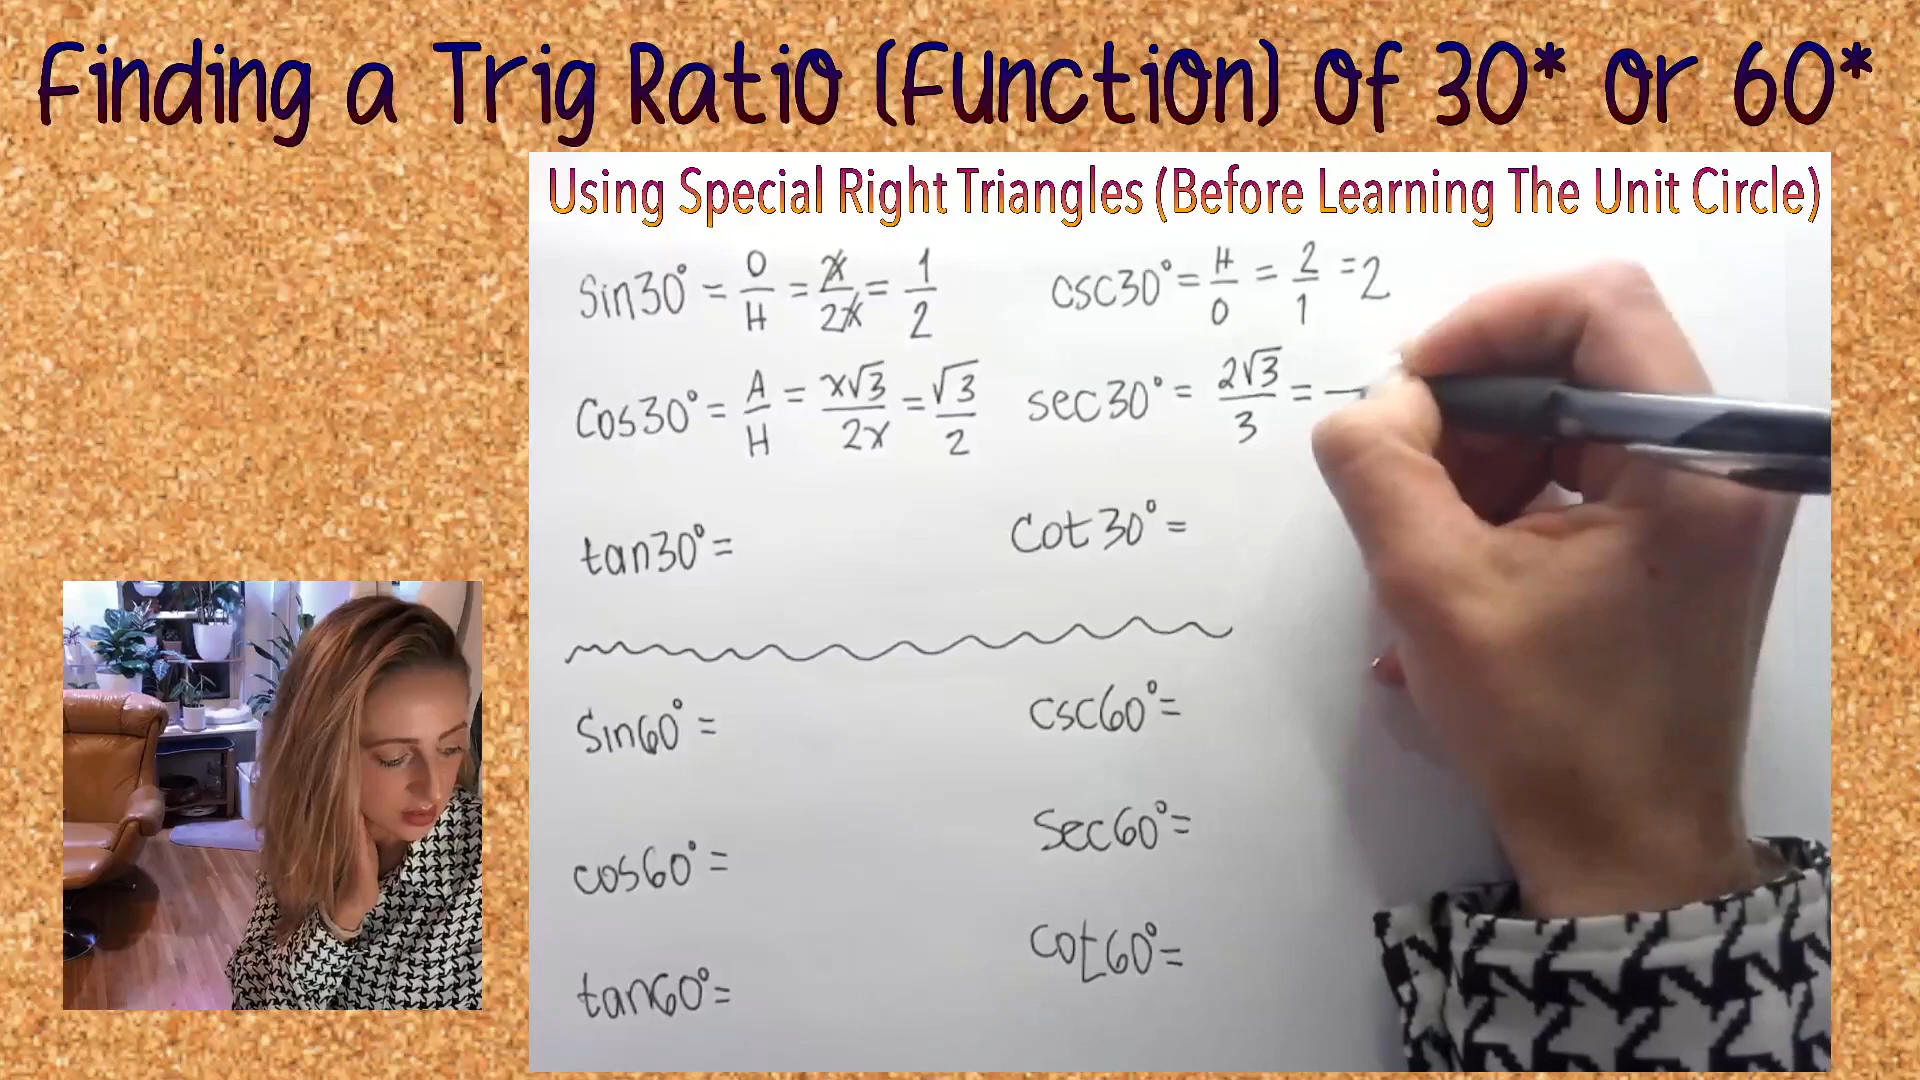 Finding a Trig Ratio (Function) of 30* or 60*
Using Special Right Triangles (Before Learning The Unit Circle)
Sin30° = O/H = x/2x = 1/2
csc30° = H/O = 2/1 = 2
Cos30° = A/H = x√3/2x = √3/2
sec30° = 2√3/3 =
tan30° =
Cot30° =
Sin60° =
csc60° =
cos60° =
Sec60° =
tan60° =
cot60° =